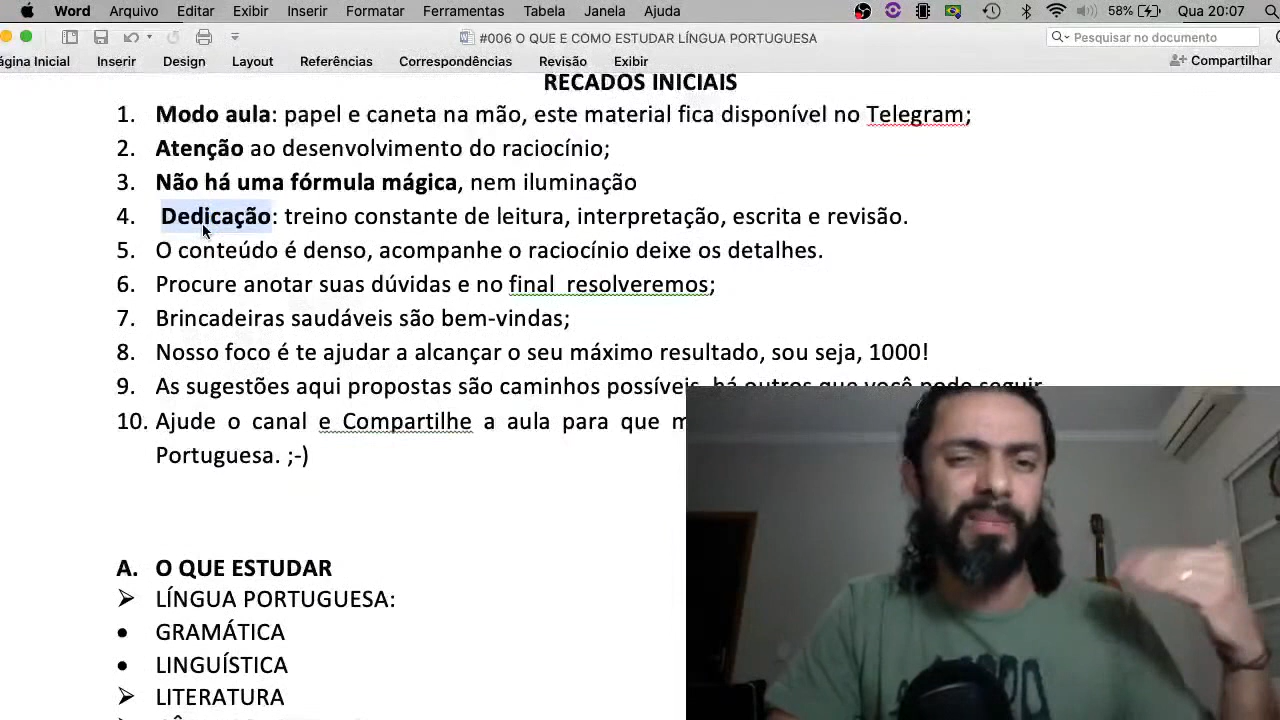 Word Arquivo Editar Exibir Inserir Formatar Ferramentas Tabela Janela Ajuda 58% Qua 20:07
#006 O QUE E COMO ESTUDAR LÍNGUA PORTUGUESA Pesquisar no documento
ágina Inicial Inserir Design Layout Referências Correspondências Revisão Exibir Compartilhar
RECADOS INICIAIS
1. Modo aula: papel e caneta na mão, este material fica disponível no Telegram;
2. Atenção ao desenvolvimento do raciocínio;
3. Não há uma fórmula mágica, nem iluminação
4. Dedicação: treino constante de leitura, interpretação, escrita e revisão.
5. O conteúdo é denso, acompanhe o raciocínio deixe os detalhes.
6. Procure anotar suas dúvidas e no final resolveremos;
7. Brincadeiras saudáveis são bem-vindas;
8. Nosso foco é te ajudar a alcançar o seu máximo resultado, sou seja, 1000!
9. As sugestões aqui propostas são caminhos possíveis, há outros que você pode seguir
10. Ajude o canal e Compartilhe a aula para que
Portuguesa. ;-)
A. O QUE ESTUDAR
➢ LÍNGUA PORTUGUESA:
• GRAMÁTICA
• LINGUÍSTICA
➢ LITERATURA